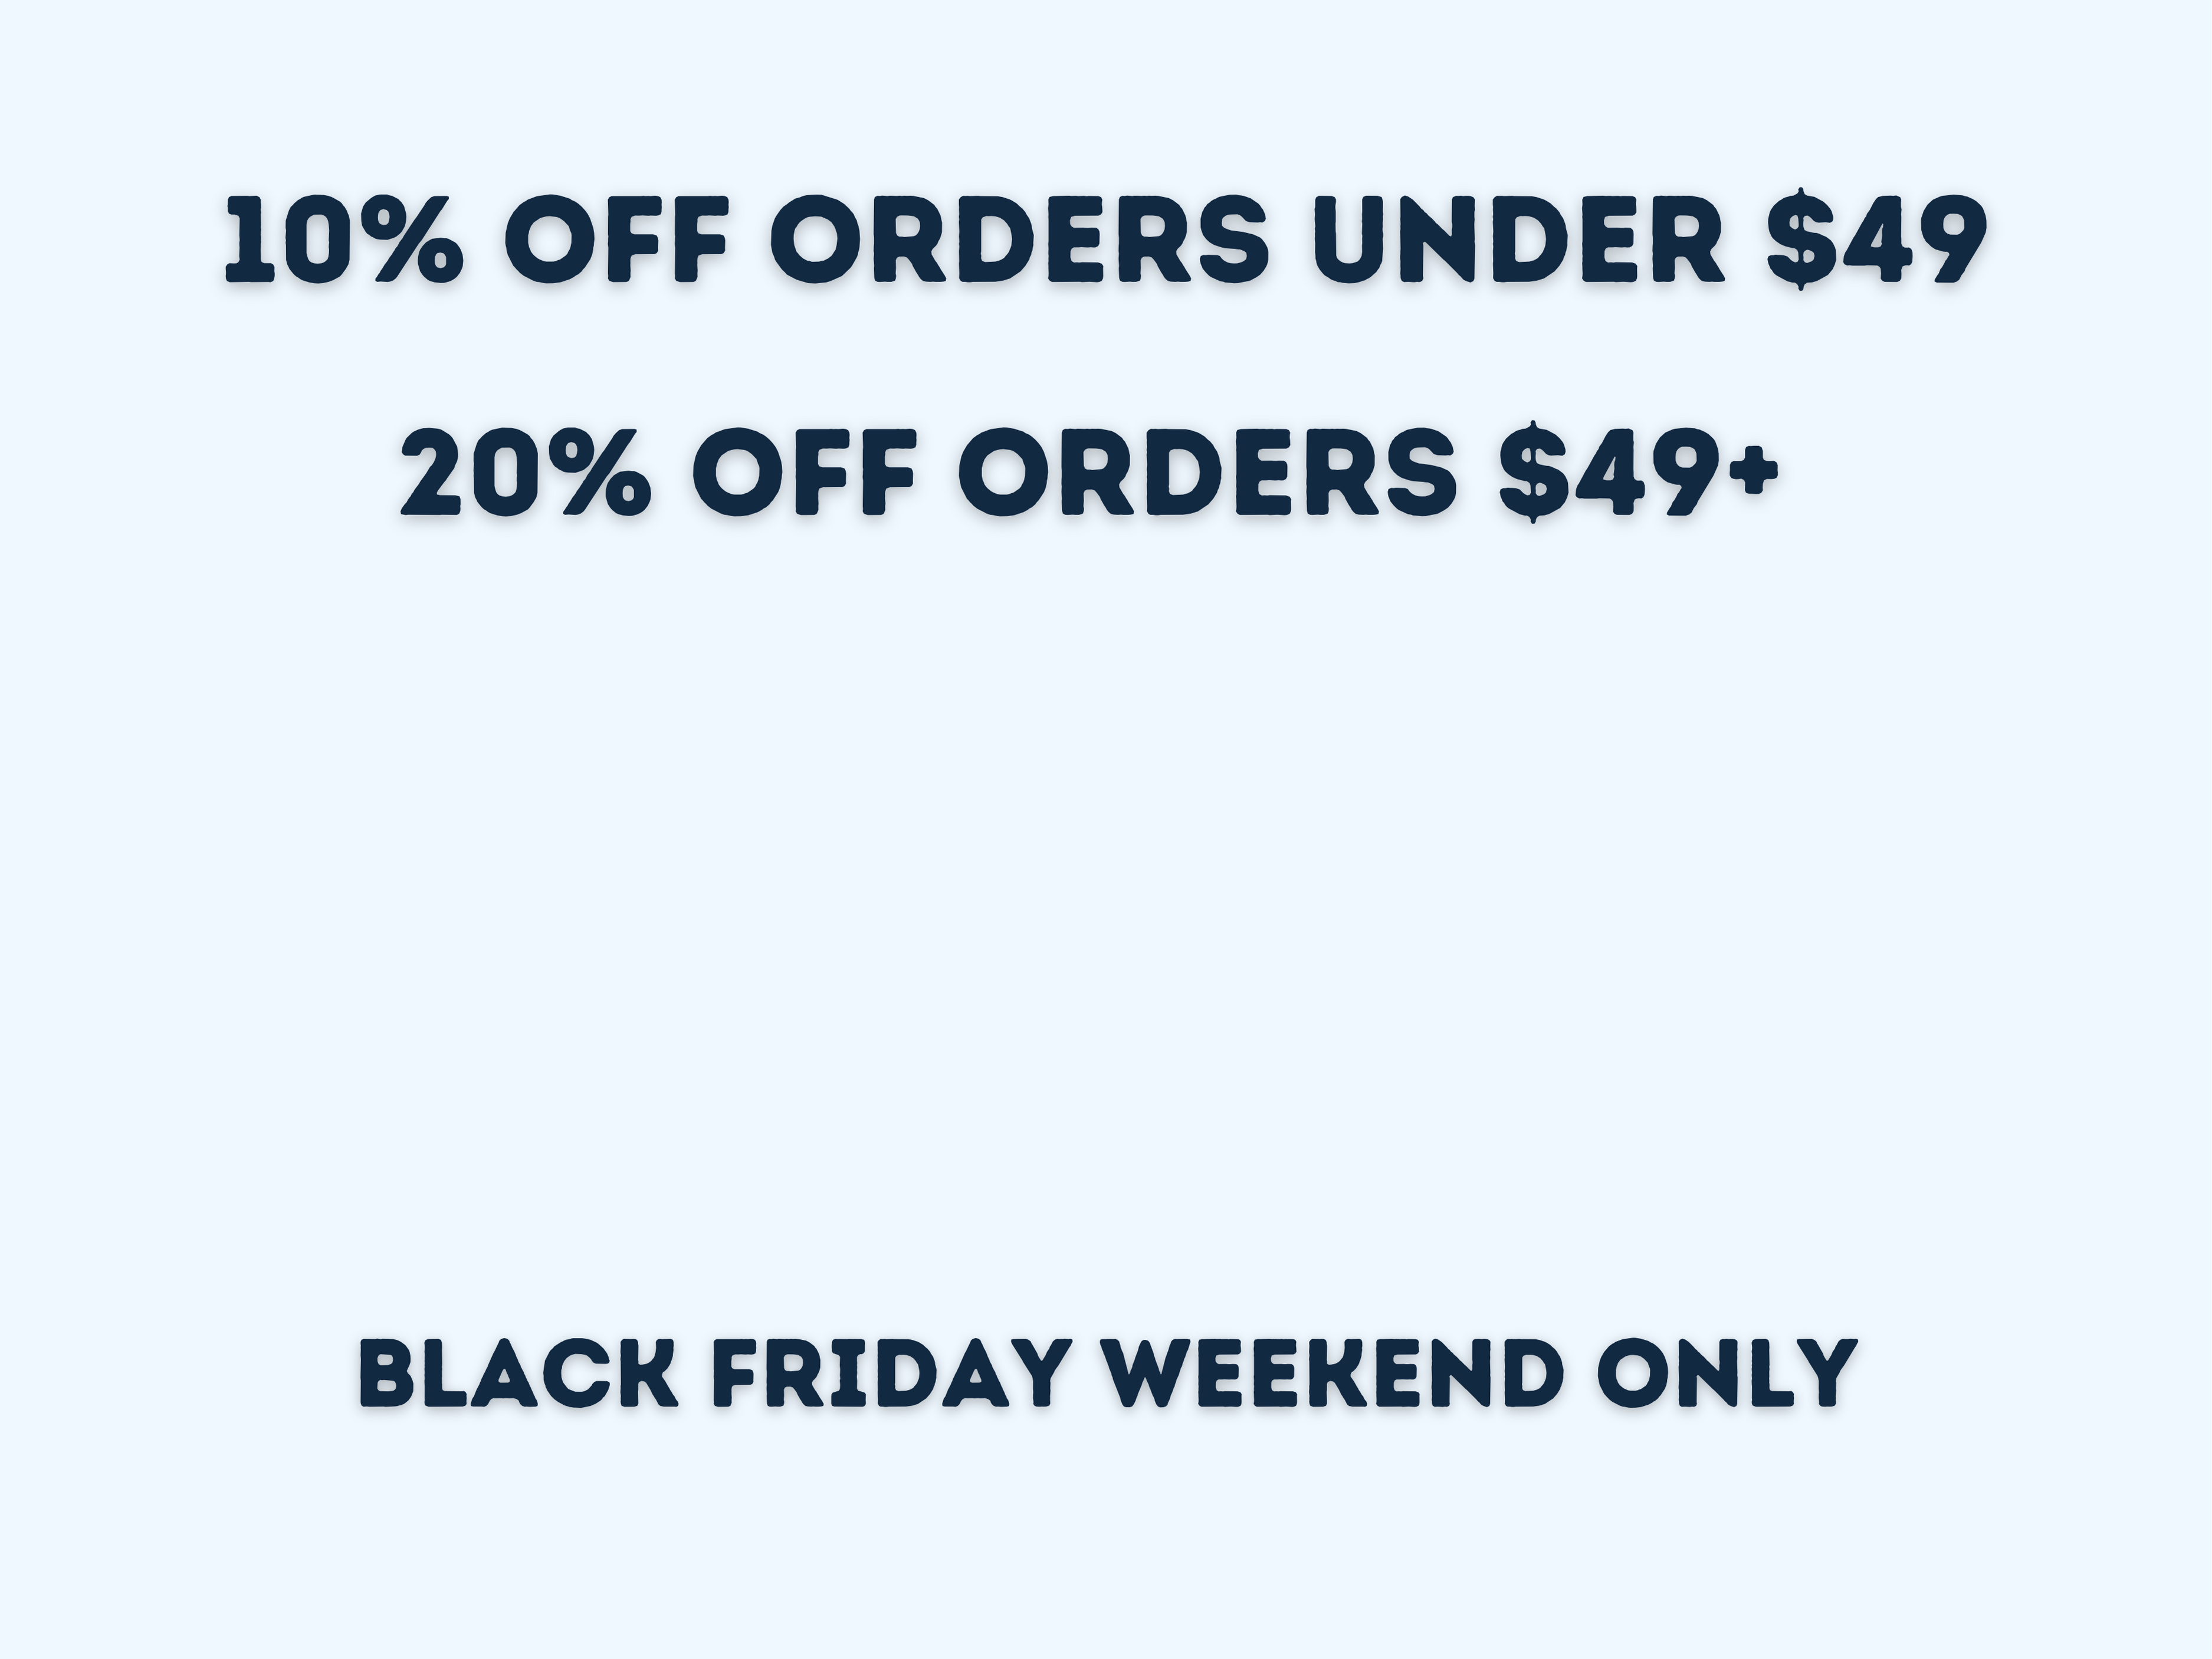 10% OFF ORDERS UNDER $49
20% OFF ORDERS $49+
BLACK FRIDAY WEEKEND ONLY